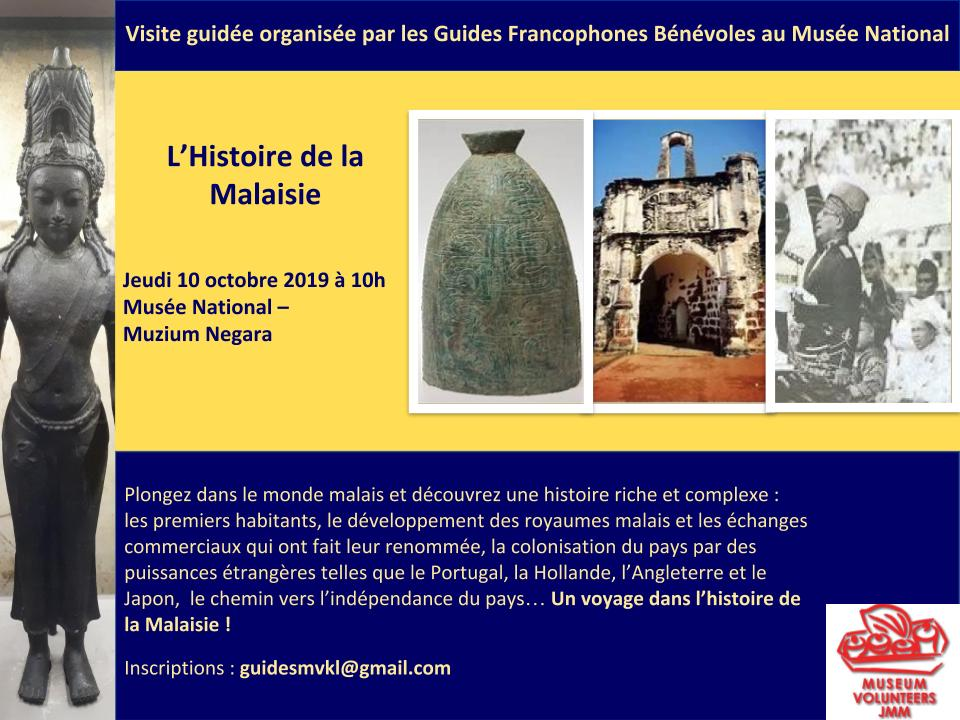 Visite guidée organisée par les Guides Francophones Bénévoles au Musée National
L’Histoire de la
Malaisie
Jeudi 10 octobre 2019 à 10h
Musée National –
Muzium Negara
Plongez dans le monde malais et découvrez une histoire riche et complexe :
les premiers habitants, le développement des royaumes malais et les échanges
commerciaux qui ont fait leur renommée, la colonisation du pays par des
puissances étrangères telles que le Portugal, la Hollande, l’Angleterre et le
Japon, le chemin vers l’indépendance du pays… Un voyage dans l’histoire de
la Malaisie !
Inscriptions : guidesmvkl@gmail.com
MUSEUM
VOLUNTEERS
JMM